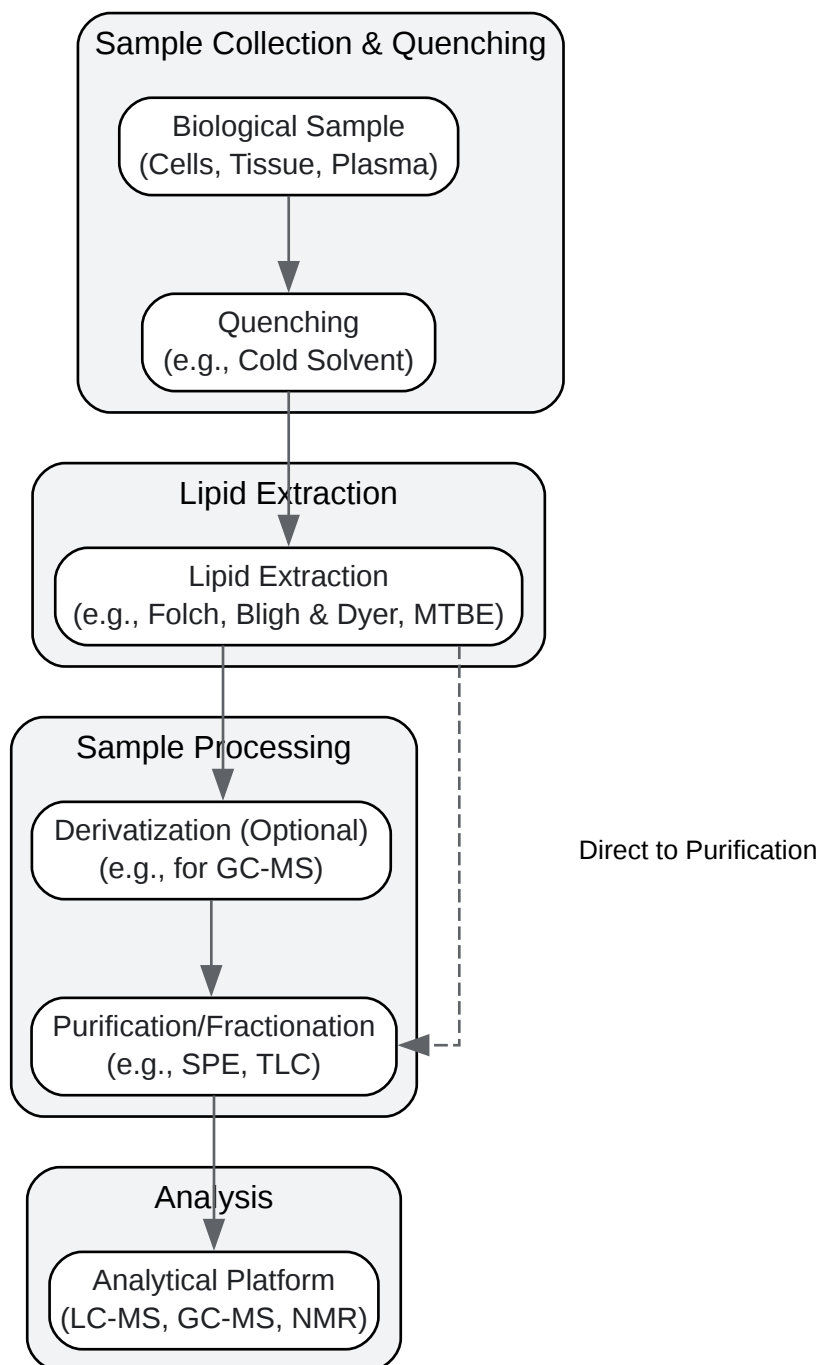 Sample Collection & Quenching
Biological Sample
(Cells, Tissue, Plasma)
Quenching
(e.g., Cold Solvent)
Lipid Extraction
Lipid Extraction
(e.g., Folch, Bligh & Dyer, MTBE)
Sample Processing
Derivatization (Optional)
(e.g., for GC-MS)
Direct to Purification
Purification/Fractionation
(e.g., SPE, TLC)
Analysis
Analytical Platform
(LC-MS, GC-MS, NMR)